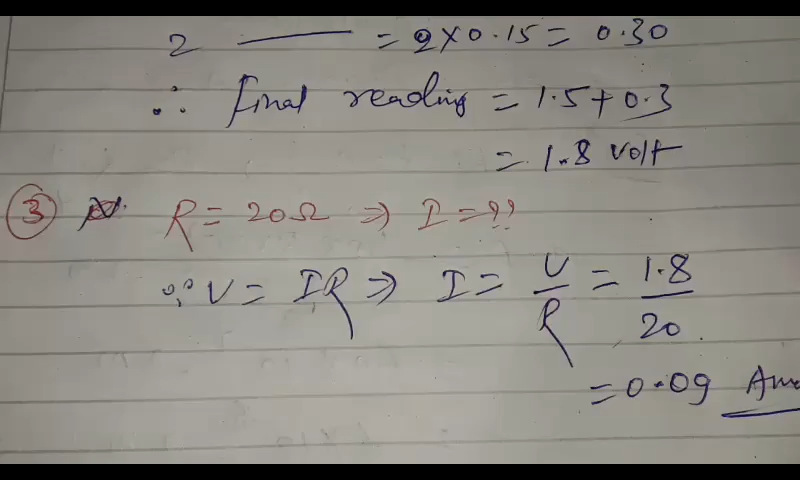 2 —— = 2×0.15 = 0.30
∴ final reading = 1.5+0.3
= 1.8 volt
③ R = 20Ω ⇒ I = ??
∵ V = IR ⇒ I = V/R = 1.8/20
= 0.09